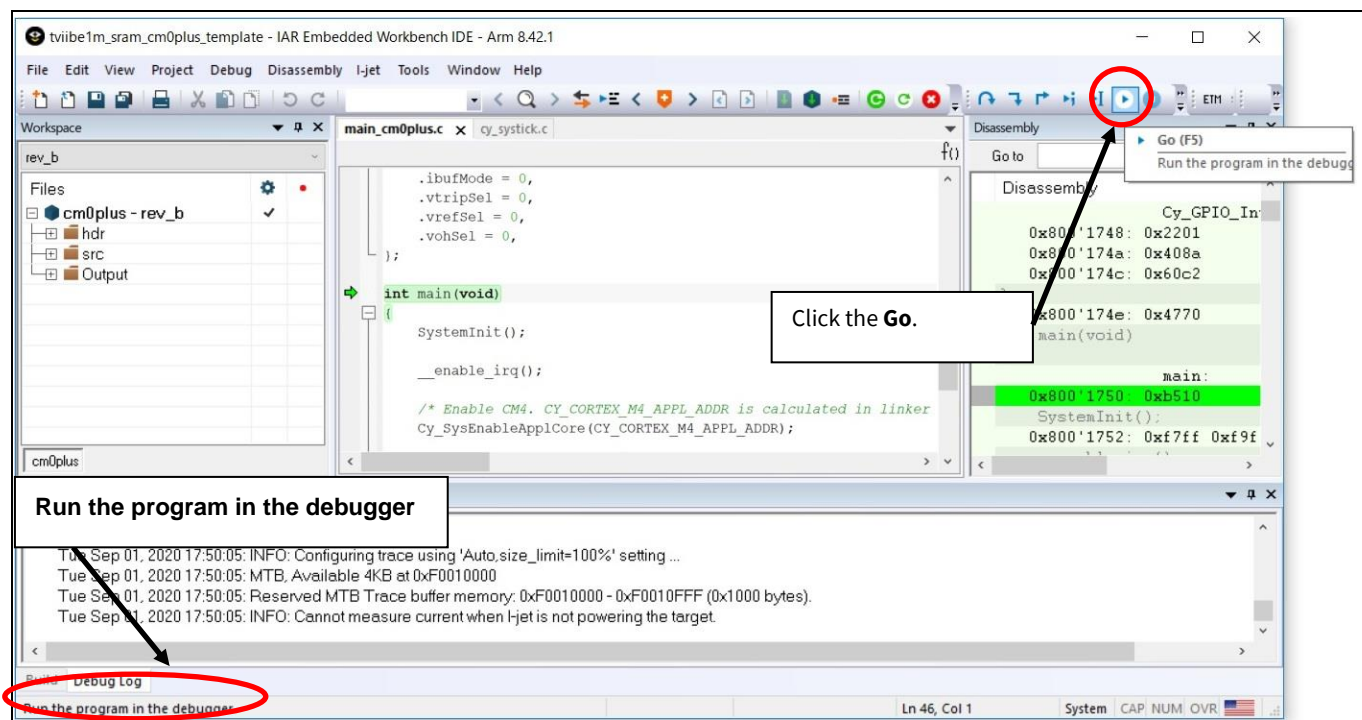 tviibe1m_sram_cm0plus_template - IAR Embedded Workbench IDE - Arm 8.42.1
File Edit View Project Debug Disassembly I-jet Tools Window Help
ETM
Workspace
main_cm0plus.c x cy_systick.c
Disassembly
Go (F5)
Run the program in the debugg
rev_b
f()
Go to
Files
cm0plus - rev_b
hdr
src
Output
.ibufMode = 0,
.vtripSel = 0,
.vrefSel = 0,
.vohSel = 0,
};
int main(void)
{
SystemInit();
__enable_irq();
/* Enable CM4. CY_CORTEX_M4_APPL_ADDR is calculated in linker
Cy_SysEnableApplCore(CY_CORTEX_M4_APPL_ADDR);
Disassembly
Cy_GPIO_In
0x800'1748: 0x2201
0x800'174a: 0x408a
0x800'174c: 0x60c2
0x800'174e: 0x4770
main(void)
main:
0x800'1750: 0xb510
SystemInit();
0x800'1752: 0xf7ff 0xf9f
Click the Go.
cm0plus
Run the program in the debugger
Tue Sep 01, 2020 17:50:05: INFO: Configuring trace using 'Auto,size_limit=100%' setting ...
Tue Sep 01, 2020 17:50:05: MTB, Available 4KB at 0xF0010000
Tue Sep 01, 2020 17:50:05: Reserved MTB Trace buffer memory: 0xF0010000 - 0xF0010FFF (0x1000 bytes).
Tue Sep 01, 2020 17:50:05: INFO: Cannot measure current when I-jet is not powering the target.
Build Debug Log
Run the program in the debugger
Ln 46, Col 1
System CAP NUM OVR